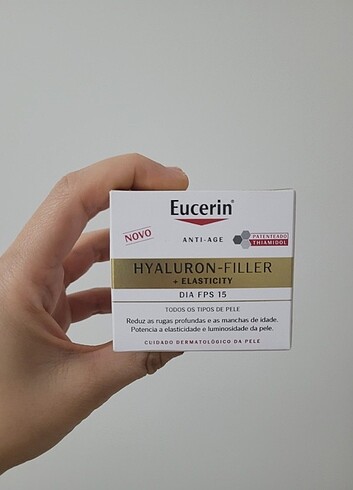 Eucerin®
NOVO
ANTI-AGE
PATENTEADO
THIAMIDOL
HYALURON-FILLER
+ ELASTICITY
DIA FPS 15
TODOS OS TIPOS DE PELE
Reduz as rugas profundas e as manchas de idade.
Potencia a elasticidade e luminosidade da pele.
CUIDADO DERMATOLÓGICO DA PELE